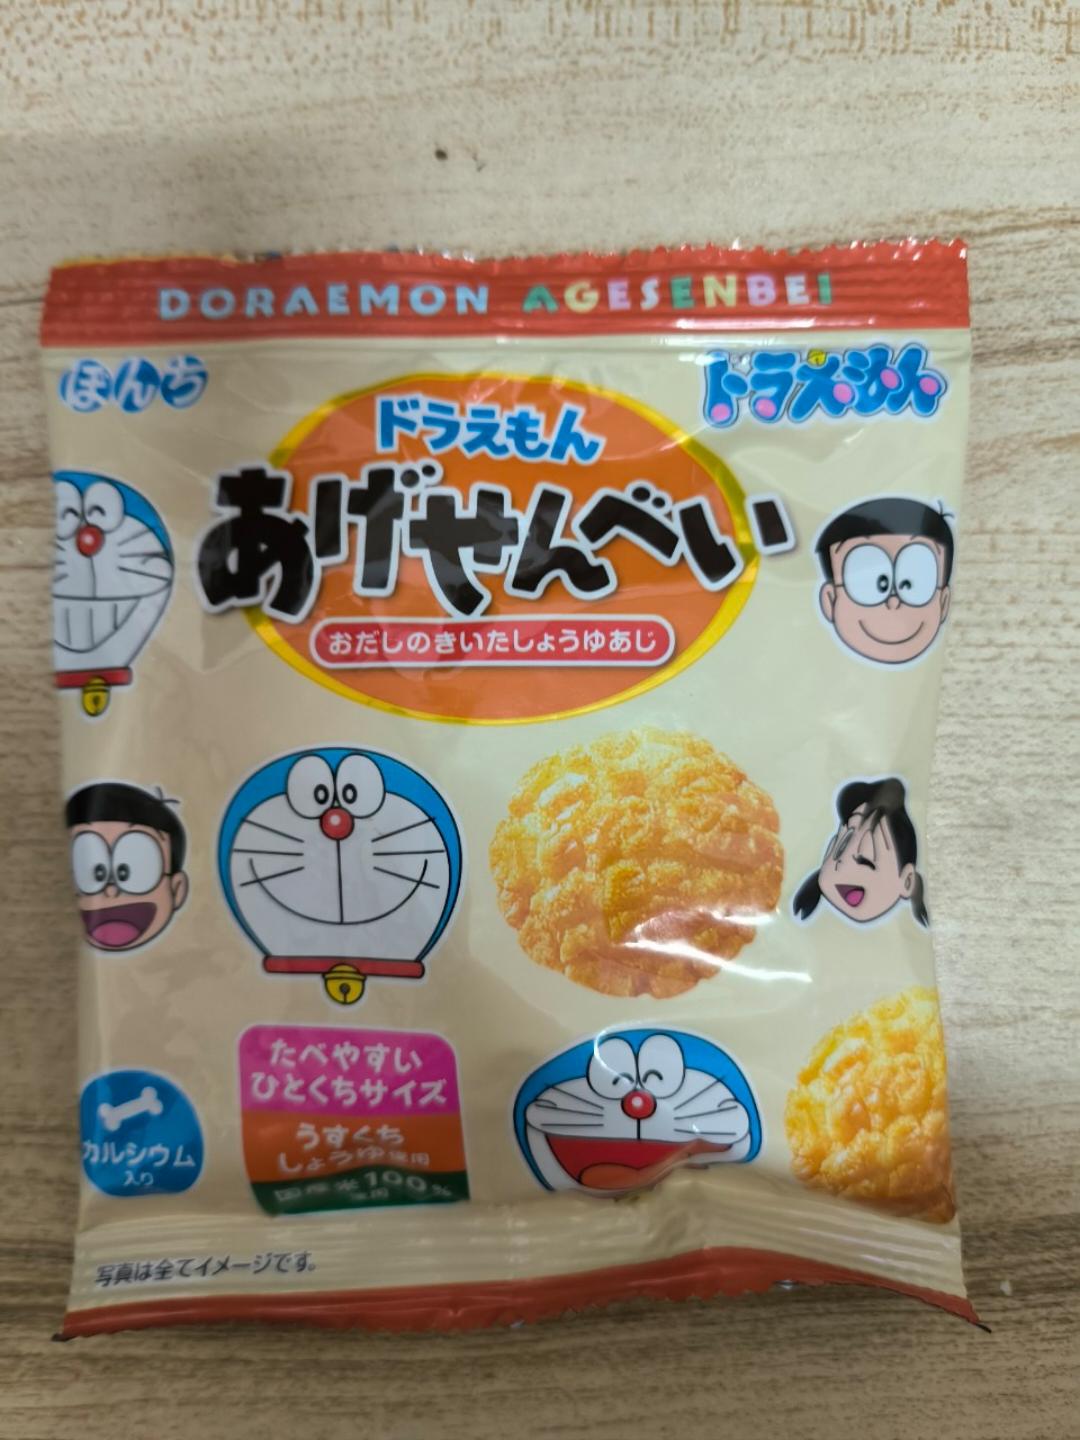 DORAEMON AGESENBEI
ぼんち
ドラえもん
ドラえもん
あげせんべい
おだしのきいたしょうゆあじ
たべやすい
ひとくちサイズ
うすくち
しょうゆ使用
国産米100%
使用
カルシウム
入り
写真は全てイメージです。